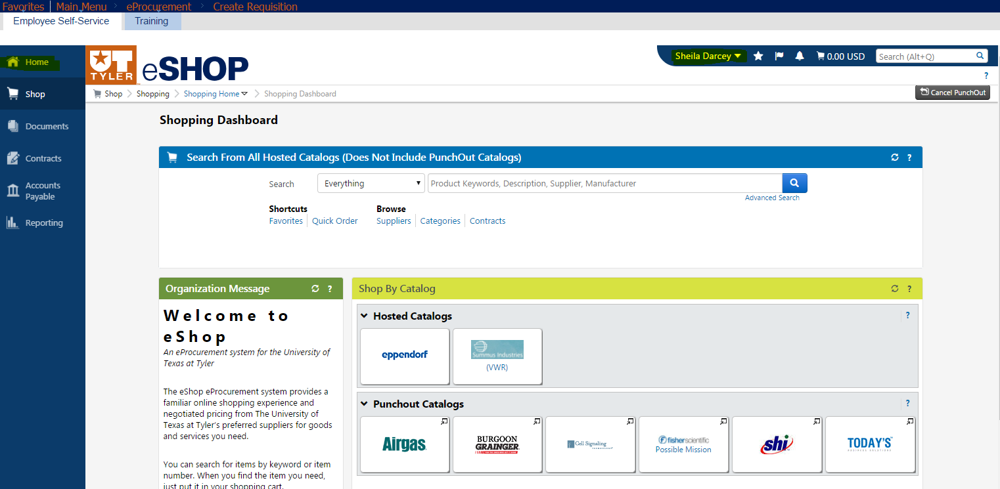 Favorites Main Menu > eProcurement > Create Requisition
Employee Self-Service Training
Home
Shop
Documents
Contracts
Accounts
Payable
Reporting
UT
TYLER
eSHOP
Sheila Darcey
0.00 USD
Search (Alt+Q)
?
Shop > Shopping > Shopping Home > Shopping Dashboard
Cancel PunchOut
Shopping Dashboard
Search From All Hosted Catalogs (Does Not Include PunchOut Catalogs) ?
Search Everything Product Keywords, Description, Supplier, Manufacturer
Advanced Search
Shortcuts
Favorites Quick Order
Browse
Suppliers Categories Contracts
Organization Message ?
Welcome to
eShop
An eProcurement system for the University of
Texas at Tyler
The eShop eProcurement system provides a
familiar online shopping experience and
negotiated pricing from The University of
Texas at Tyler's preferred suppliers for goods
and services you need.
You can search for items by keyword or item
number. When you find the item you need,
just put it in your shopping cart.
Shop By Catalog ?
Hosted Catalogs ?
eppendorf
Summus Industries
(VWR)
Punchout Catalogs ?
Airgas
BURGOON
GRAINGER
Cell Signaling
fisherscientific
Possible Mission
shi
TODAY'S
BUSINESS SOLUTIONS